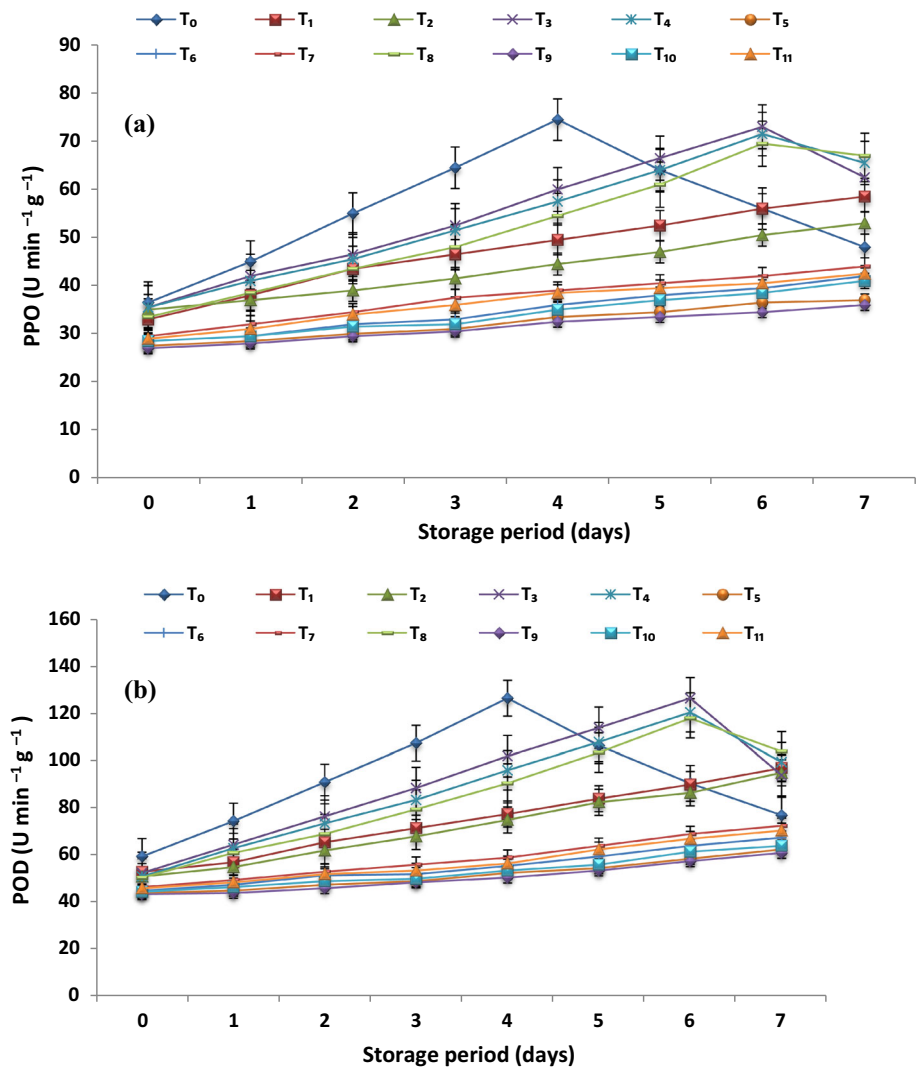 T₀ T₁ T₂ T₃ T₄ T₅
T₆ T₇ T₈ T₉ T₁₀ T₁₁
90
80
70
60
50
40
30
20
10
0
(a)
PPO (U min ⁻¹ g ⁻¹)
0 1 2 3 4 5 6 7
Storage period (days)
T₀ T₁ T₂ T₃ T₄ T₅
T₆ T₇ T₈ T₉ T₁₀ T₁₁
160
140
120
100
80
60
40
20
0
(b)
POD (U min ⁻¹ g ⁻¹)
0 1 2 3 4 5 6 7
Storage period (days)